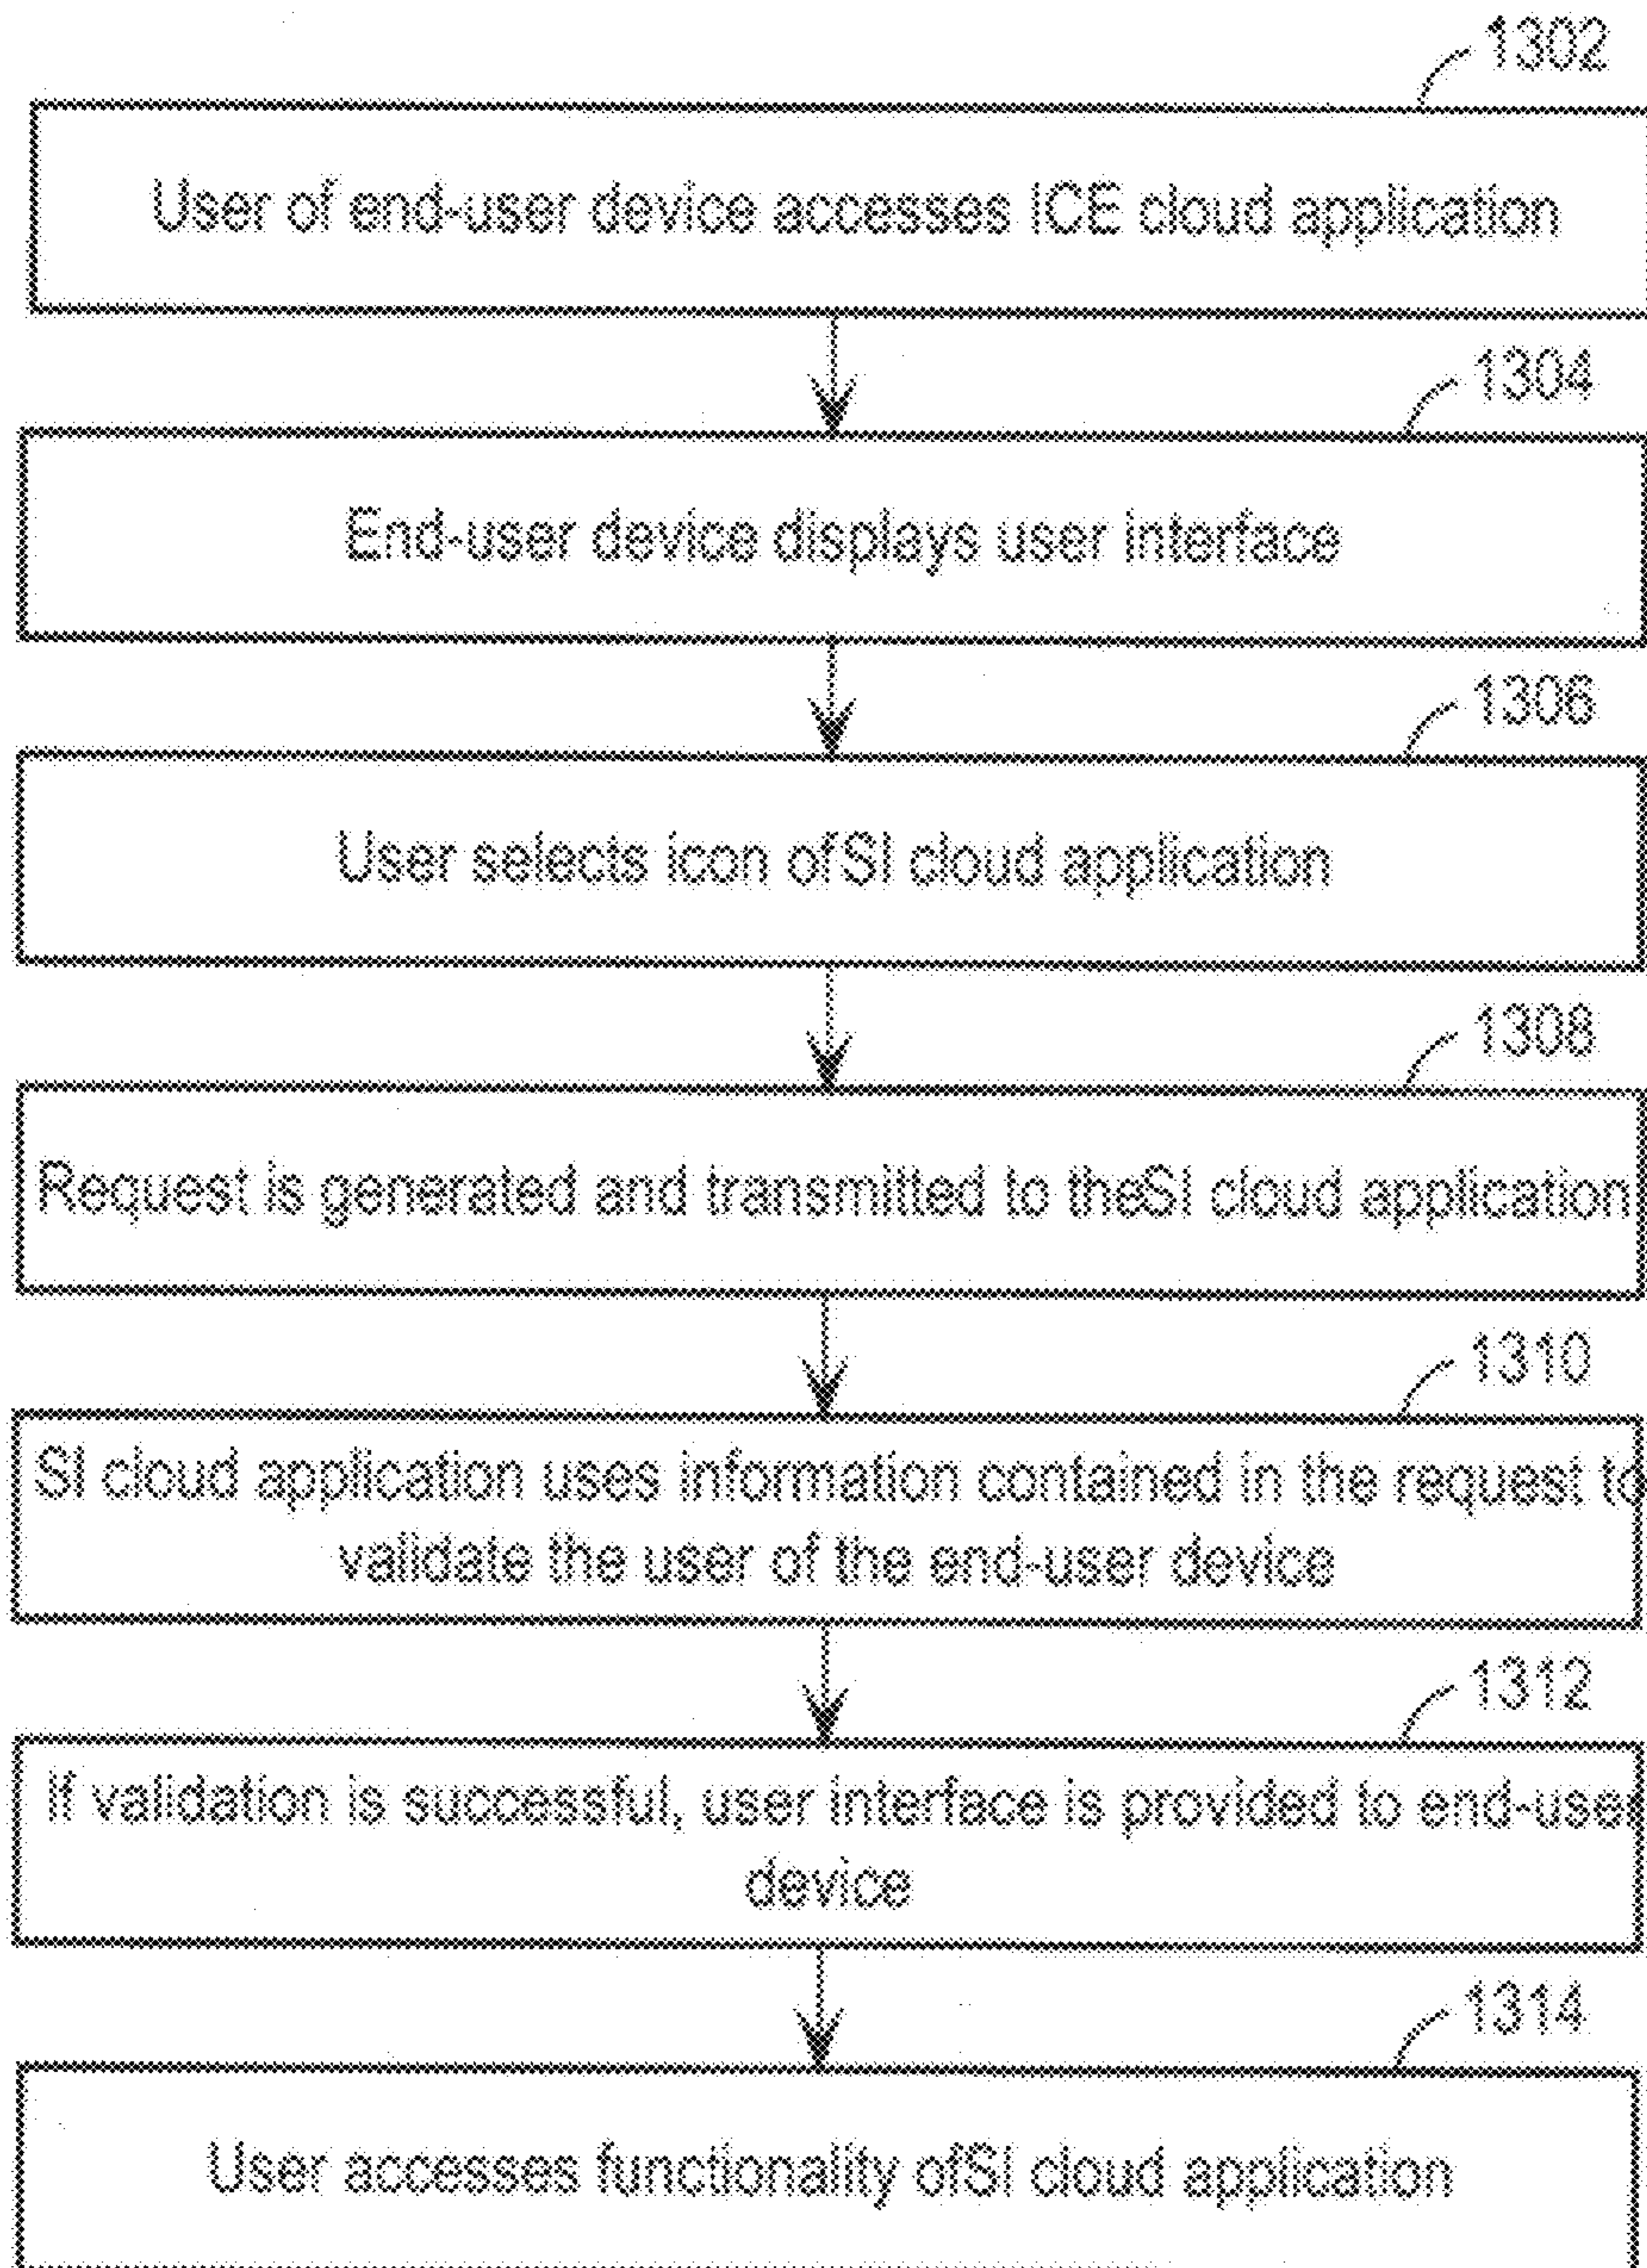 1302
User of end-user device accesses ICE cloud application
1304
End-user device displays user interface
1306
User selects icon ofSI cloud application
1308
Request is generated and transmitted to theSI cloud application
1310
SI cloud application uses information contained in the request to
validate the user of the end-user device
1312
If validation is successful, user interface is provided to end-user
device
1314
User accesses functionality ofSI cloud application